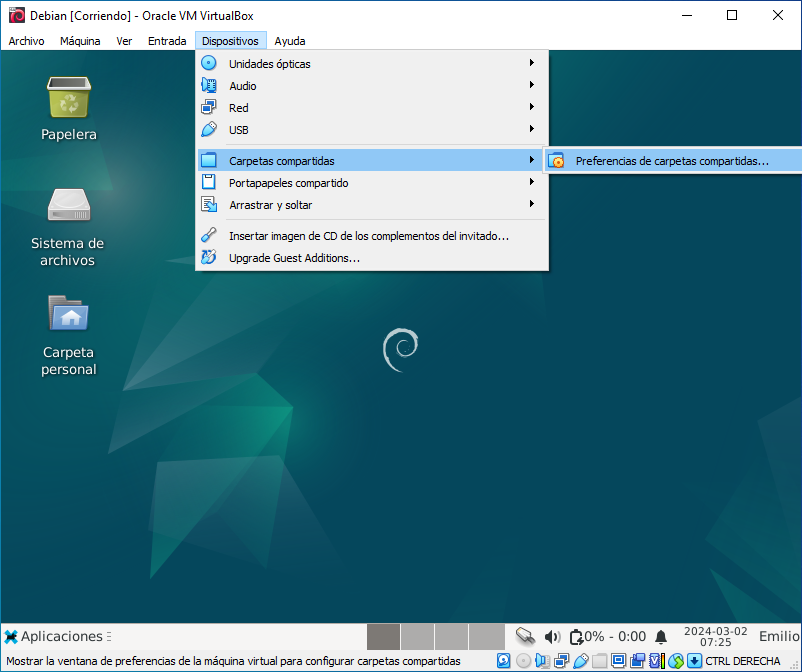 Debian [Corriendo] - Oracle VM VirtualBox
Archivo Máquina Ver Entrada Dispositivos Ayuda
Unidades ópticas
Audio
Red
USB
Carpetas compartidas
Preferencias de carpetas compartidas...
Portapapeles compartido
Arrastrar y soltar
Insertar imagen de CD de los complementos del invitado...
Upgrade Guest Additions...
Papelera
Sistema de
archivos
Carpeta
personal
Aplicaciones
0% - 0:00
2024-03-02
07:25
Emilio
Mostrar la ventana de preferencias de la máquina virtual para configurar carpetas compartidas
CTRL DERECHA